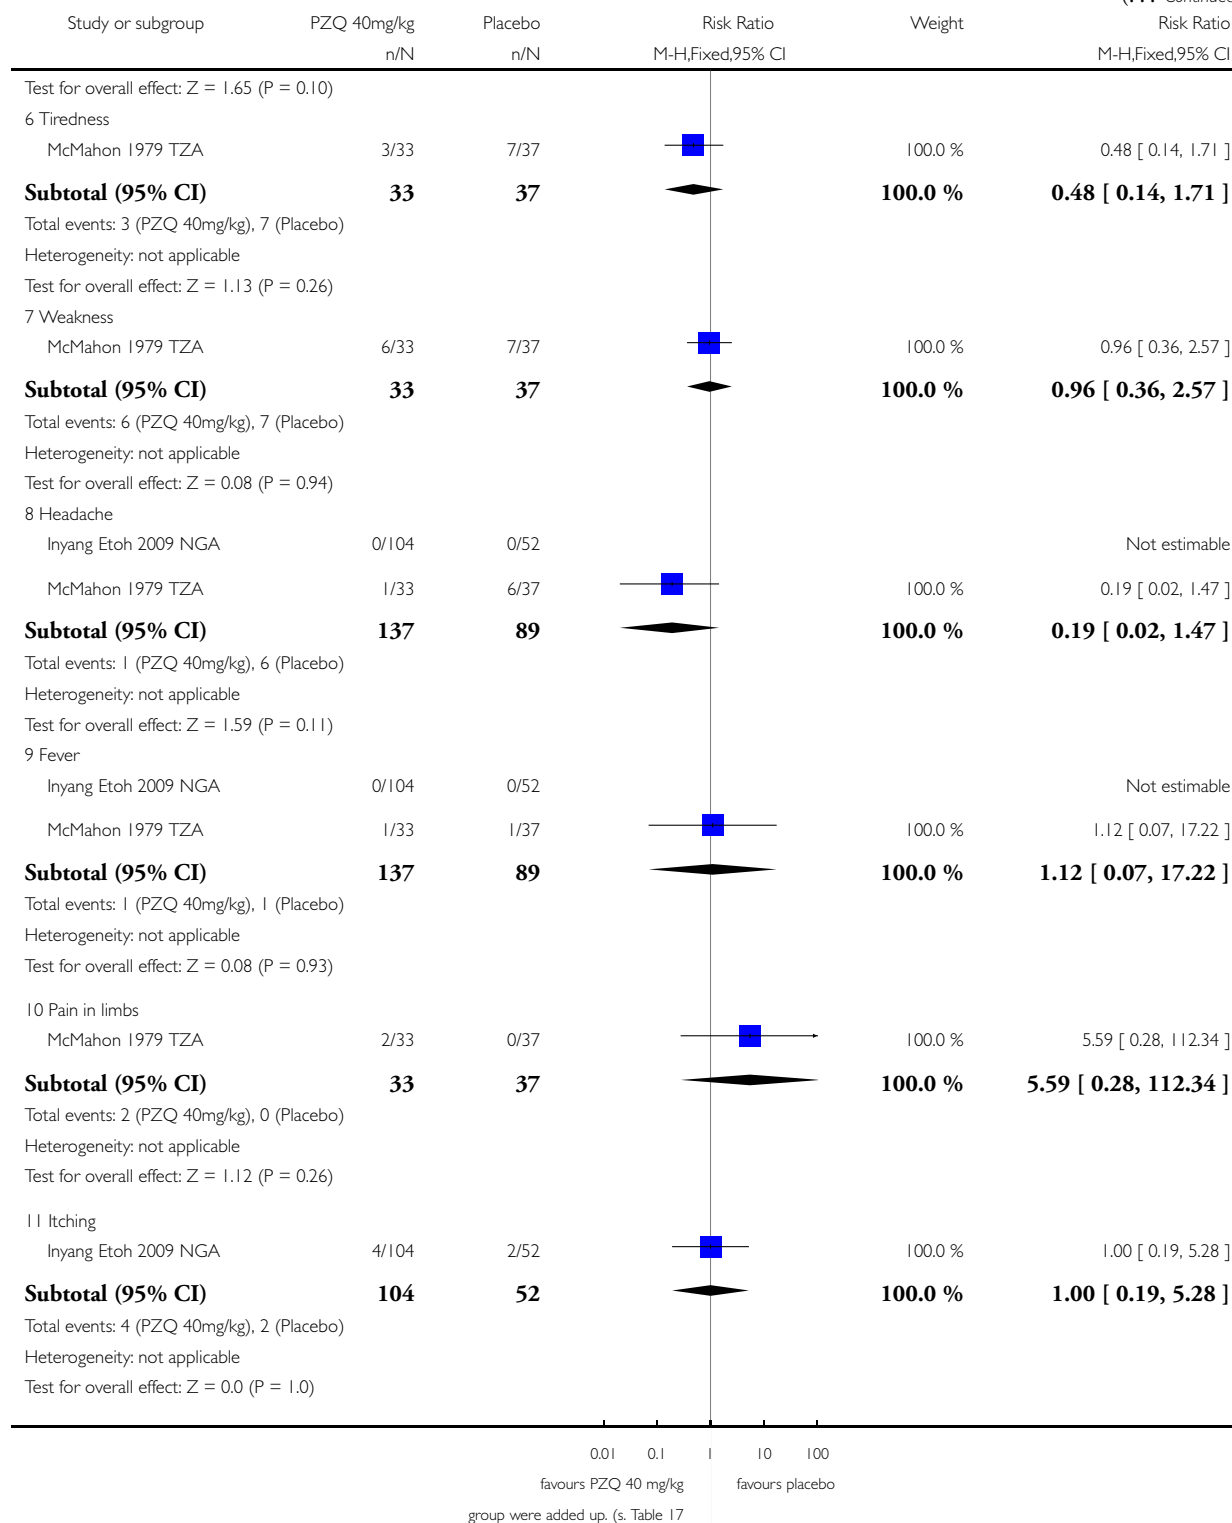 (. . . Continued
Study or subgroup PZQ 40mg/kg Placebo Risk Ratio Weight Risk Ratio
n/N n/N M-H,Fixed,95% CI M-H,Fixed,95% CI
Test for overall effect: Z = 1.65 (P = 0.10)
6 Tiredness
McMahon 1979 TZA 3/33 7/37 100.0 % 0.48 [ 0.14, 1.71 ]
Subtotal (95% CI) 33 37 100.0 % 0.48 [ 0.14, 1.71 ]
Total events: 3 (PZQ 40mg/kg), 7 (Placebo)
Heterogeneity: not applicable
Test for overall effect: Z = 1.13 (P = 0.26)
7 Weakness
McMahon 1979 TZA 6/33 7/37 100.0 % 0.96 [ 0.36, 2.57 ]
Subtotal (95% CI) 33 37 100.0 % 0.96 [ 0.36, 2.57 ]
Total events: 6 (PZQ 40mg/kg), 7 (Placebo)
Heterogeneity: not applicable
Test for overall effect: Z = 0.08 (P = 0.94)
8 Headache
Inyang Etoh 2009 NGA 0/104 0/52 Not estimable
McMahon 1979 TZA 1/33 6/37 100.0 % 0.19 [ 0.02, 1.47 ]
Subtotal (95% CI) 137 89 100.0 % 0.19 [ 0.02, 1.47 ]
Total events: 1 (PZQ 40mg/kg), 6 (Placebo)
Heterogeneity: not applicable
Test for overall effect: Z = 1.59 (P = 0.11)
9 Fever
Inyang Etoh 2009 NGA 0/104 0/52 Not estimable
McMahon 1979 TZA 1/33 1/37 100.0 % 1.12 [ 0.07, 17.22 ]
Subtotal (95% CI) 137 89 100.0 % 1.12 [ 0.07, 17.22 ]
Total events: 1 (PZQ 40mg/kg), 1 (Placebo)
Heterogeneity: not applicable
Test for overall effect: Z = 0.08 (P = 0.93)
10 Pain in limbs
McMahon 1979 TZA 2/33 0/37 100.0 % 5.59 [ 0.28, 112.34 ]
Subtotal (95% CI) 33 37 100.0 % 5.59 [ 0.28, 112.34 ]
Total events: 2 (PZQ 40mg/kg), 0 (Placebo)
Heterogeneity: not applicable
Test for overall effect: Z = 1.12 (P = 0.26)
11 Itching
Inyang Etoh 2009 NGA 4/104 2/52 100.0 % 1.00 [ 0.19, 5.28 ]
Subtotal (95% CI) 104 52 100.0 % 1.00 [ 0.19, 5.28 ]
Total events: 4 (PZQ 40mg/kg), 2 (Placebo)
Heterogeneity: not applicable
Test for overall effect: Z = 0.0 (P = 1.0)
0.01 0.1 1 10 100
favours PZQ 40 mg/kg favours placebo
group were added up. (s. Table 17